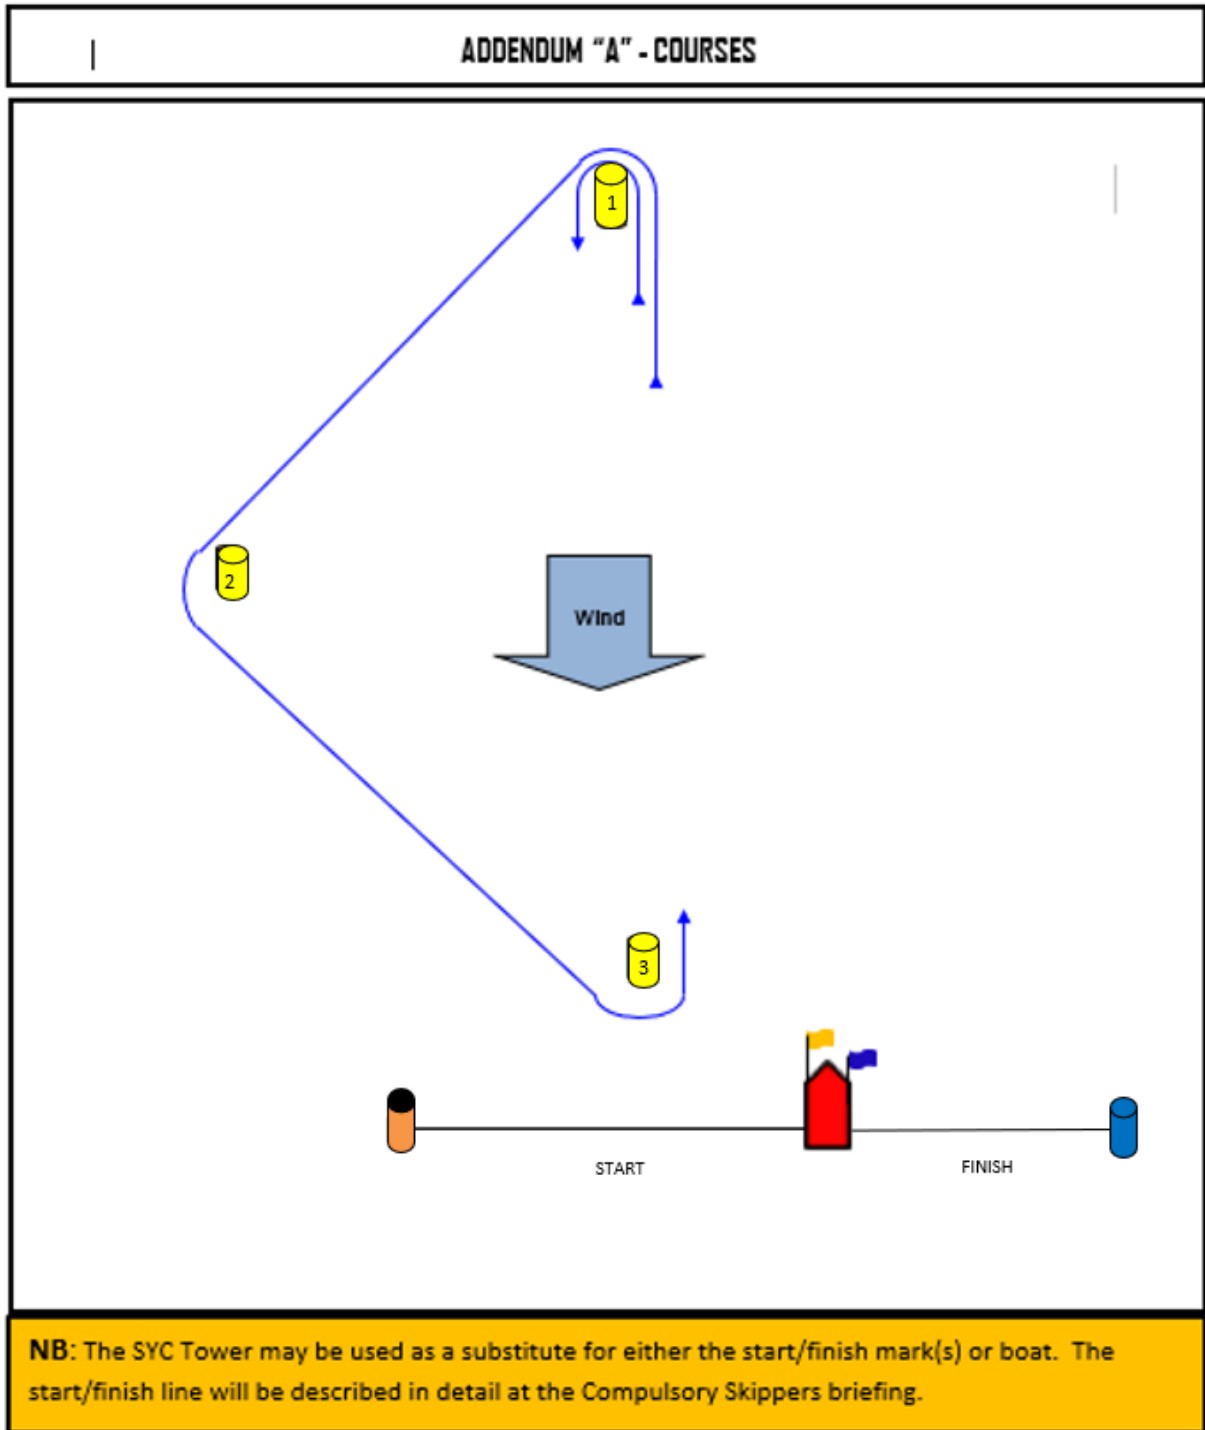 ADDENDUM “A” - COURSES
1
2
Wind
3
START
FINISH
NB: The SYC Tower may be used as a substitute for either the start/finish mark(s) or boat. The
start/finish line will be described in detail at the Compulsory Skippers briefing.